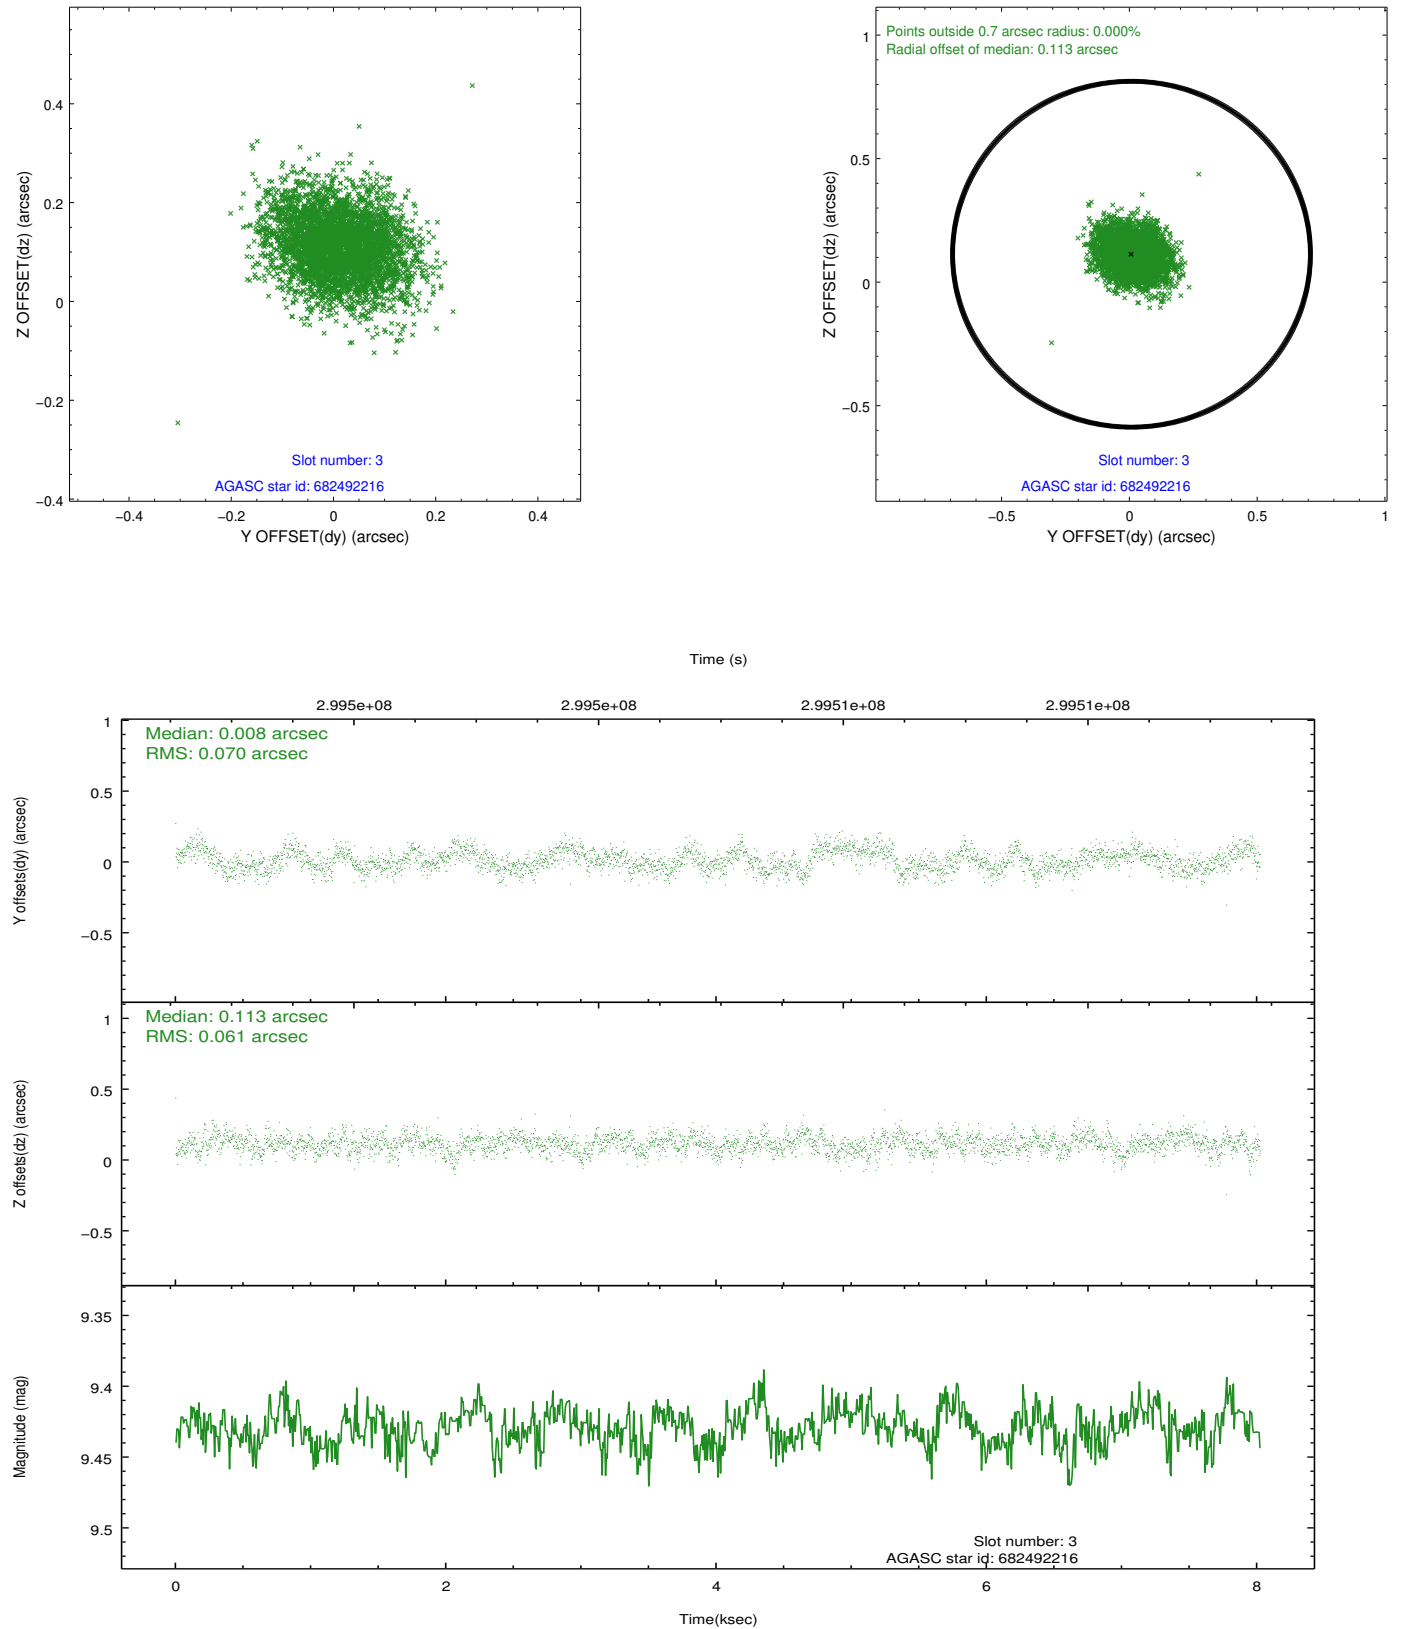 0.4
0.2
0
−0.2
−0.4
Z OFFSET(dz) (arcsec)
Slot number: 3
AGASC star id: 682492216
−0.4 −0.2 0 0.2 0.4
Y OFFSET(dy) (arcsec)
Points outside 0.7 arcsec radius: 0.000%
Radial offset of median: 0.113 arcsec
1
0.5
0
−0.5
Z OFFSET(dz) (arcsec)
Slot number: 3
AGASC star id: 682492216
−0.5 0 0.5 1
Y OFFSET(dy) (arcsec)
Time (s)
2.995e+08 2.995e+08 2.9951e+08 2.9951e+08
Median: 0.008 arcsec
RMS: 0.070 arcsec
1
0.5
0
−0.5
Y offsets(dy) (arcsec)
Median: 0.113 arcsec
RMS: 0.061 arcsec
1
0.5
0
−0.5
Z offsets(dz) (arcsec)
9.35
9.4
9.45
9.5
Magnitude (mag)
Slot number: 3
AGASC star id: 682492216
0 2 4 6 8
Time(ksec)